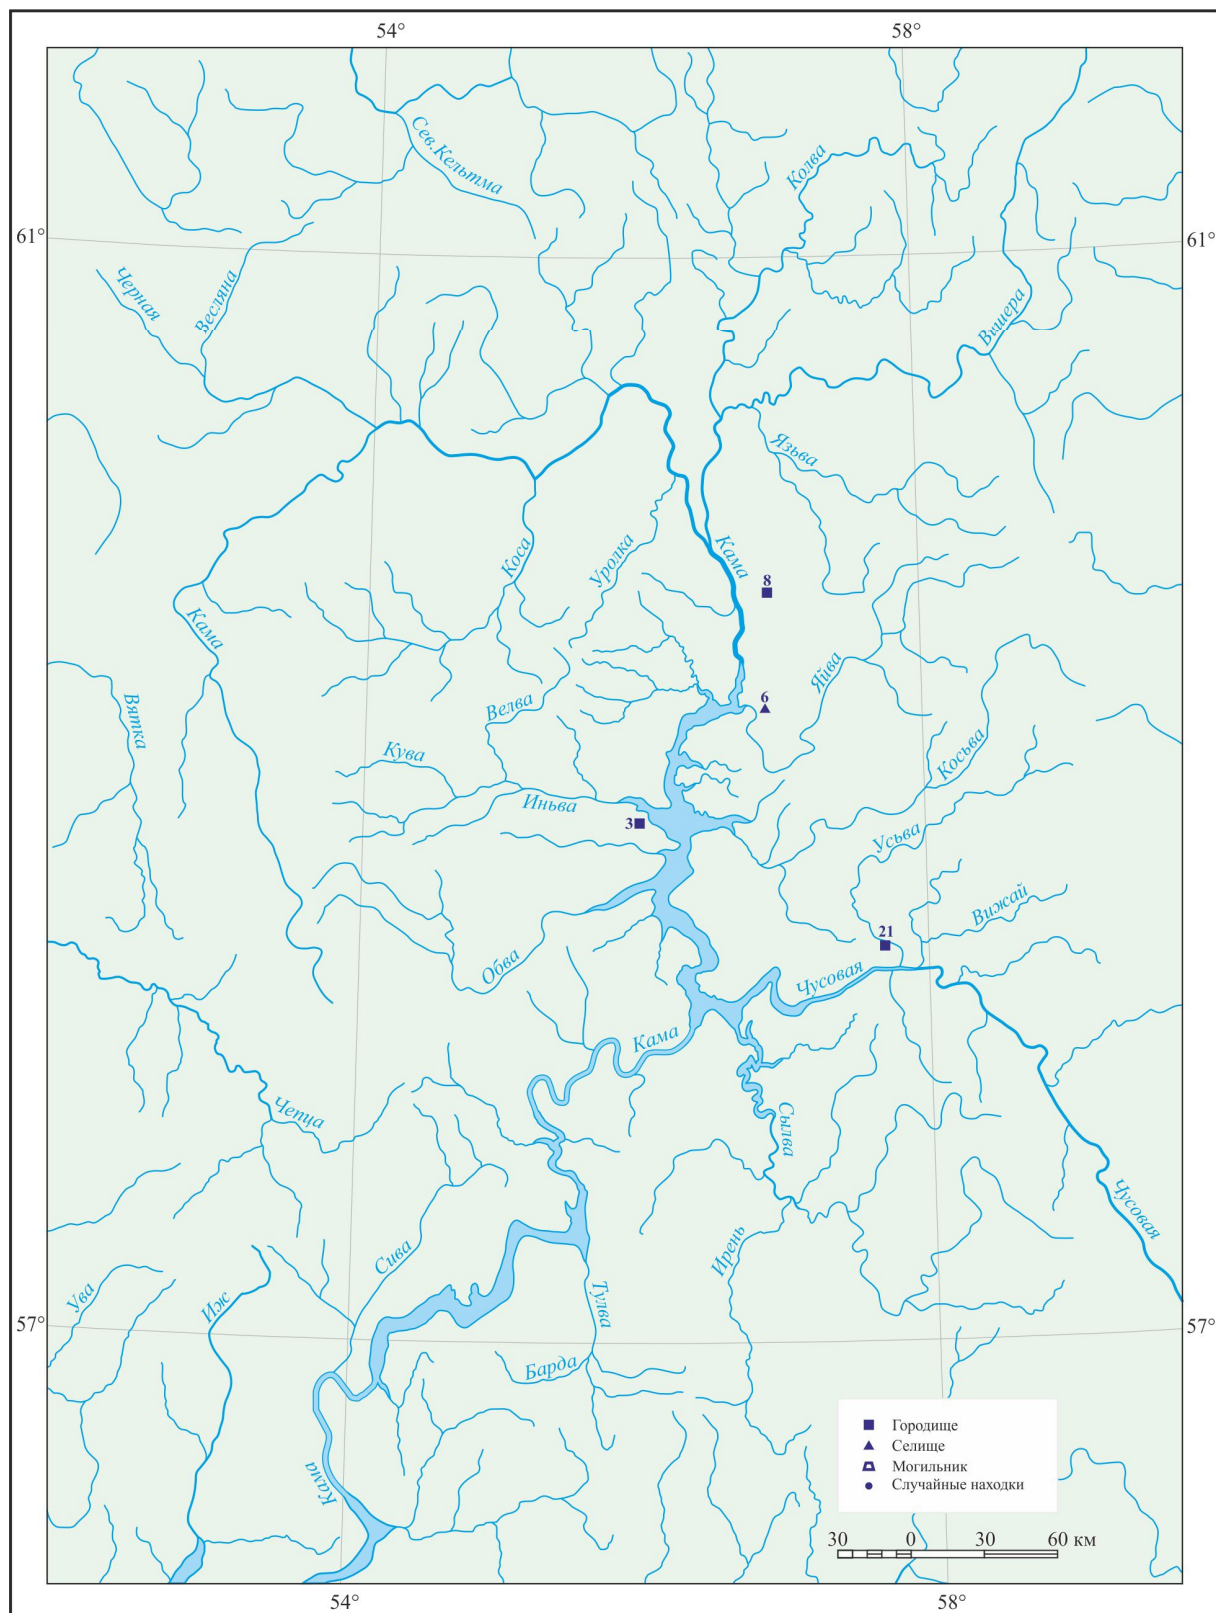 54°
58°
Сев.Кельтма
Колва
61°
61°
Черная
Весляна
Вишера
Язьва
Коса
Уролка
Кама
8
Кама
Вятка
Велва
6
Яйва
Кува
Косьва
Иньва
3
Усьва
Вижай
21
Обва
Чусовая
Кама
Чепца
Сылва
Чусовая
Сива
Ирень
Ува
Иж
Тулва
57°
57°
Барда
Кама
Городище
Селище
Могильник
Случайные находки
30 0 30 60 км
54°
58°